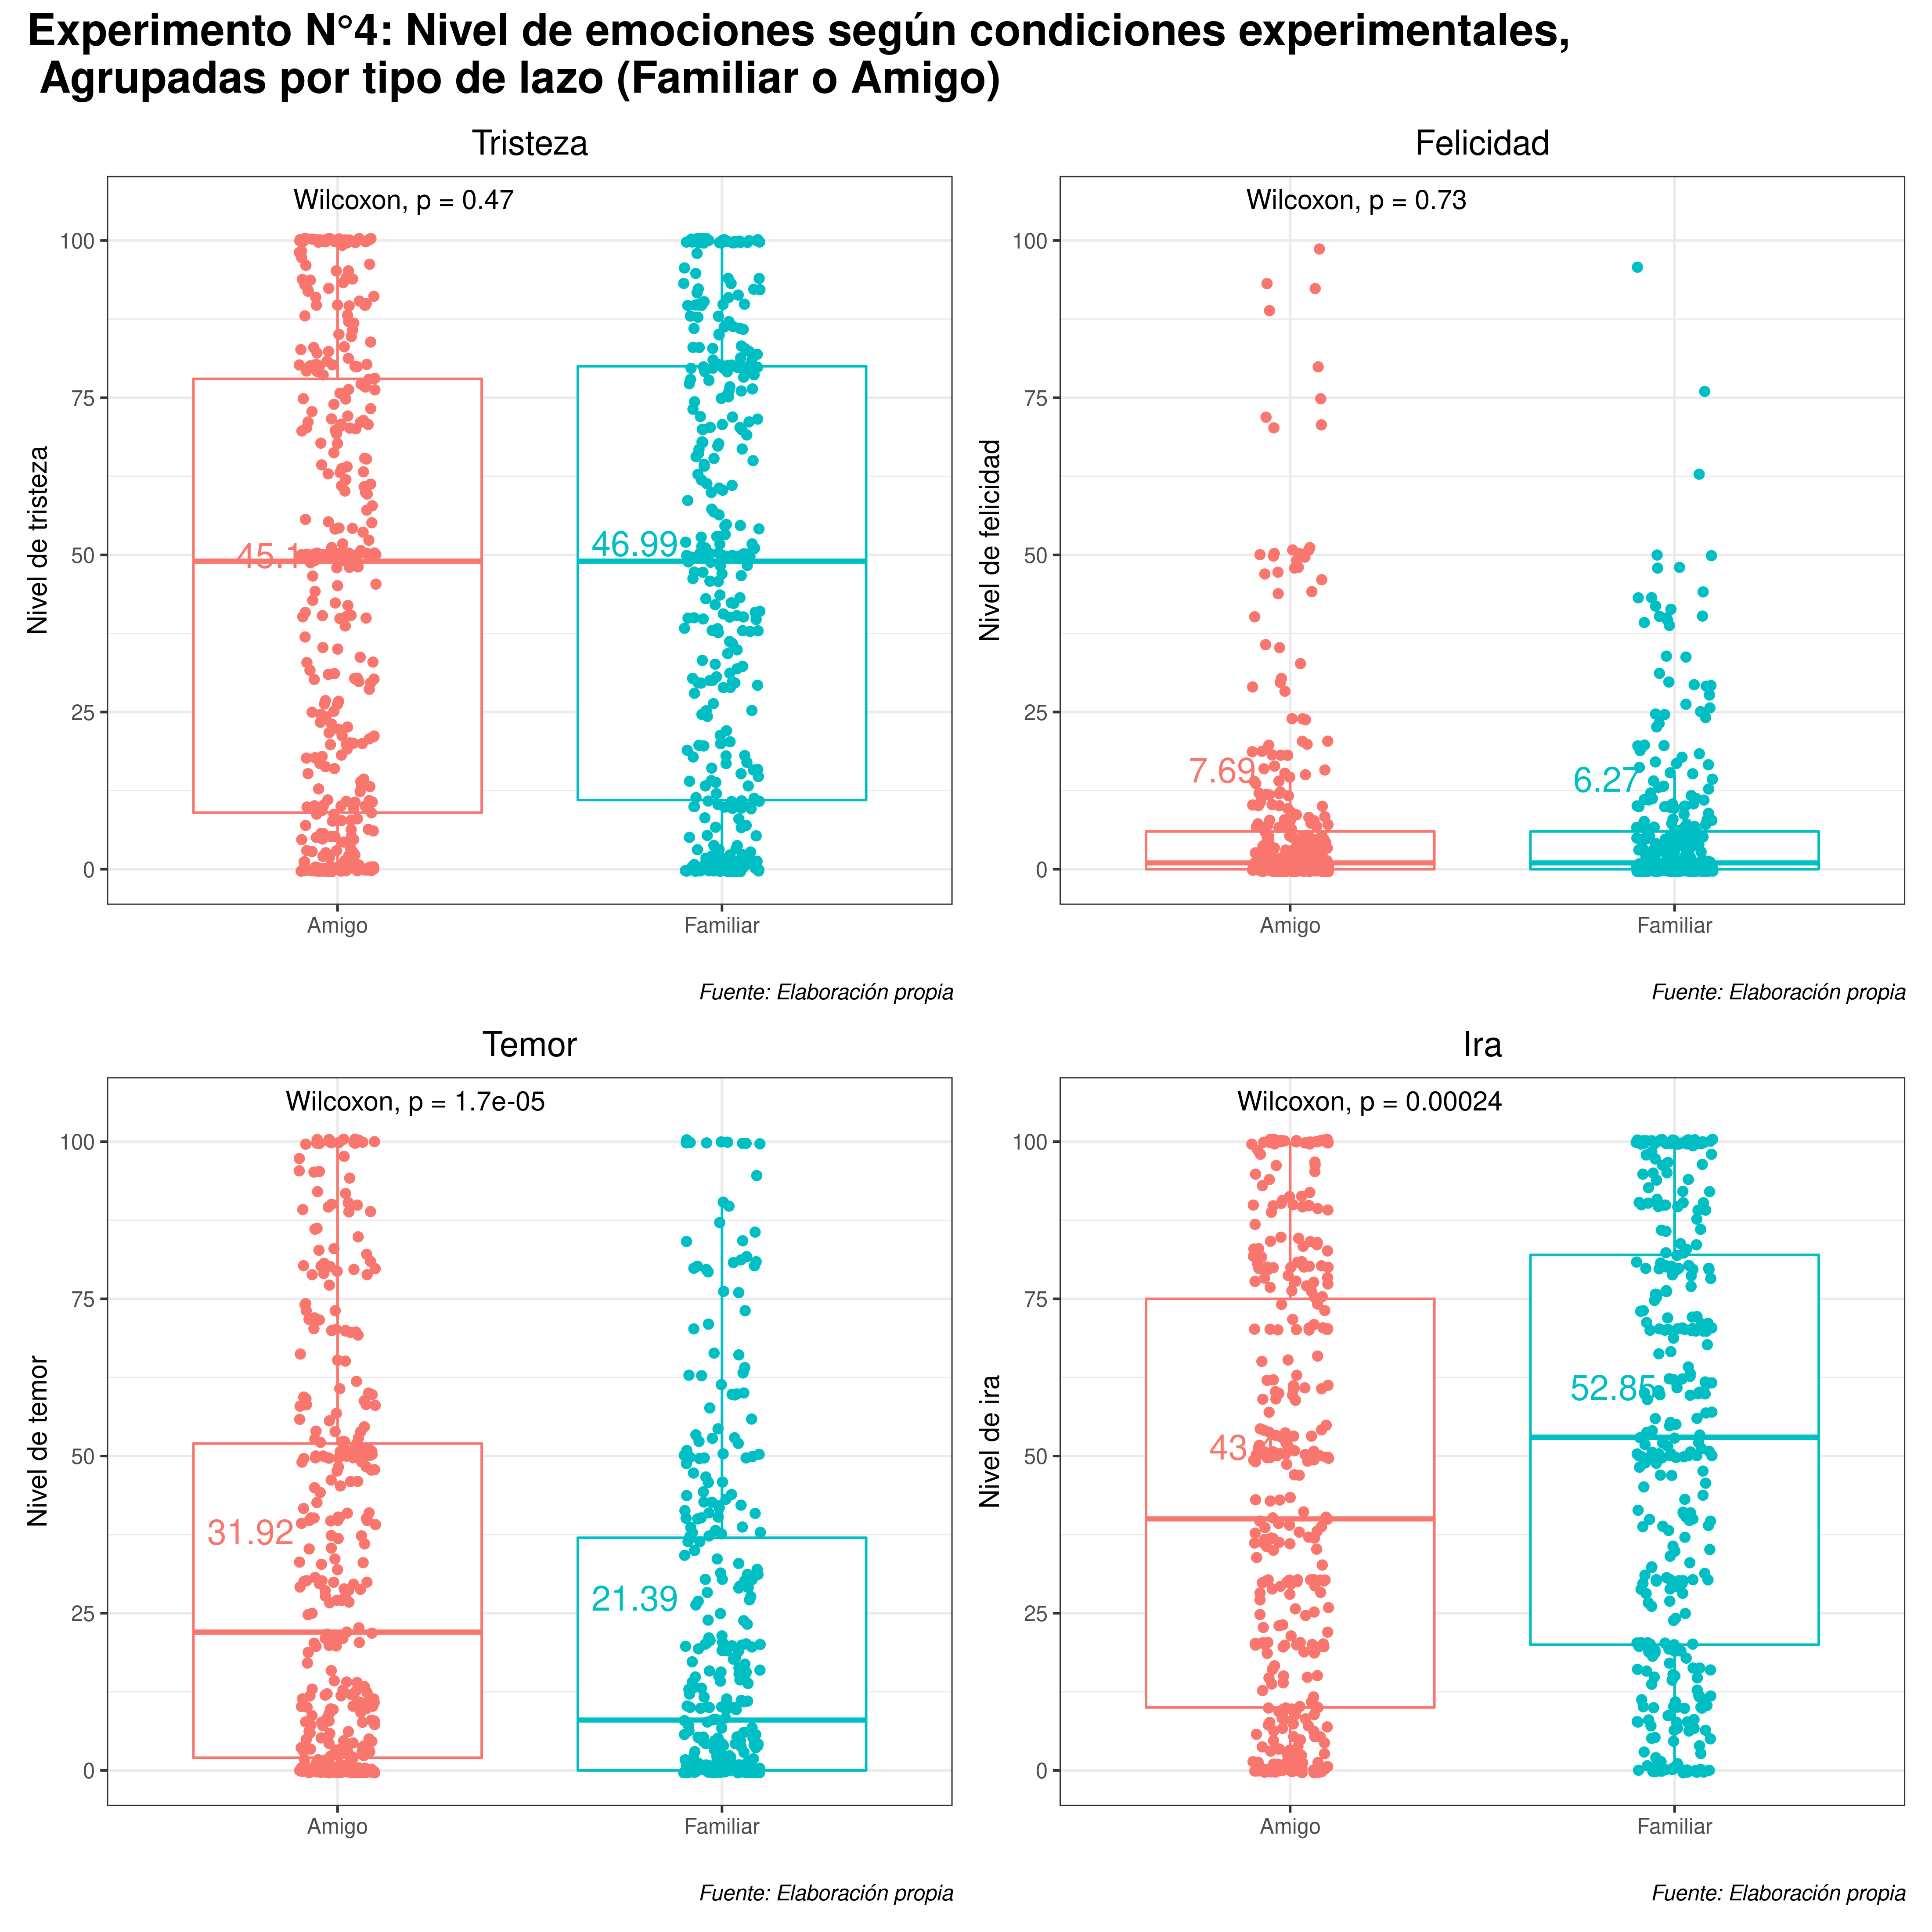 Experimento N°4: Nivel de emociones según condiciones experimentales,
Agrupadas por tipo de lazo (Familiar o Amigo)
Tristeza
Wilcoxon, p = 0.47
Nivel de tristeza
100
75
50
25
0
45.1
46.99
Amigo
Familiar
Fuente: Elaboración propia
Felicidad
Wilcoxon, p = 0.73
Nivel de felicidad
100
75
50
25
0
7.69
6.27
Amigo
Familiar
Fuente: Elaboración propia
Temor
Wilcoxon, p = 1.7e-05
Nivel de temor
100
75
50
25
0
31.92
21.39
Amigo
Familiar
Fuente: Elaboración propia
Ira
Wilcoxon, p = 0.00024
Nivel de ira
100
75
50
25
0
52.85
Amigo
Familiar
Fuente: Elaboración propia